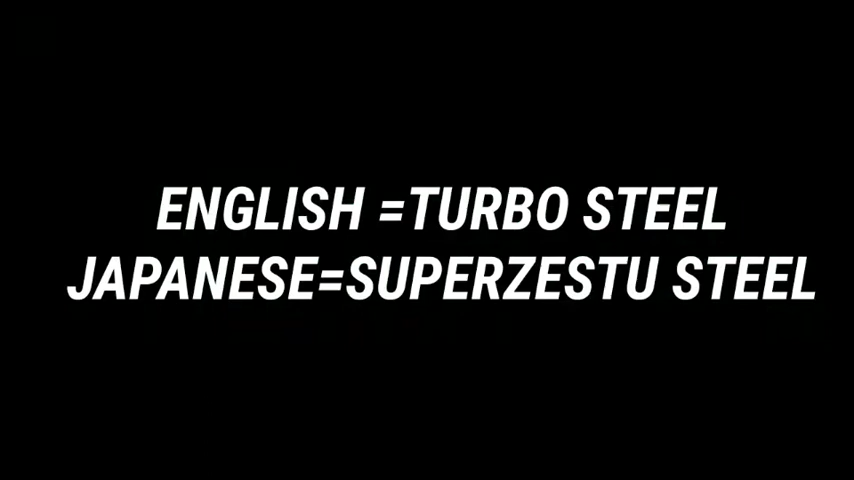 ENGLISH =TURBO STEEL
JAPANESE=SUPERZESTU STEEL